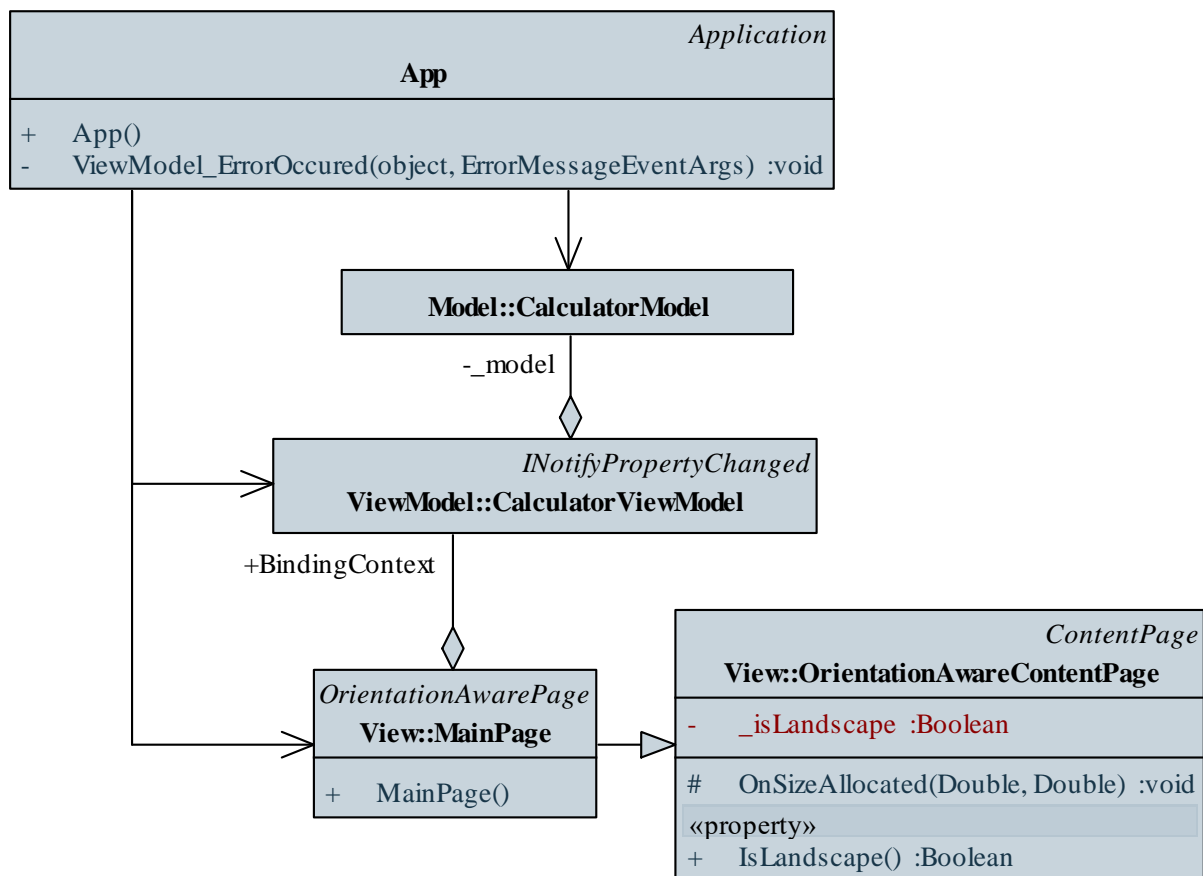 Application
App
+ App()
- ViewModel_ErrorOccured(object, ErrorMessageEventArgs) :void
Model::CalculatorModel
-_model
INotifyPropertyChanged
ViewModel::CalculatorViewModel
+BindingContext
OrientationAwarePage
View::MainPage
+ MainPage()
ContentPage
View::OrientationAwareContentPage
- _isLandscape :Boolean
# OnSizeAllocated(Double, Double) :void
«property»
+ IsLandscape() :Boolean